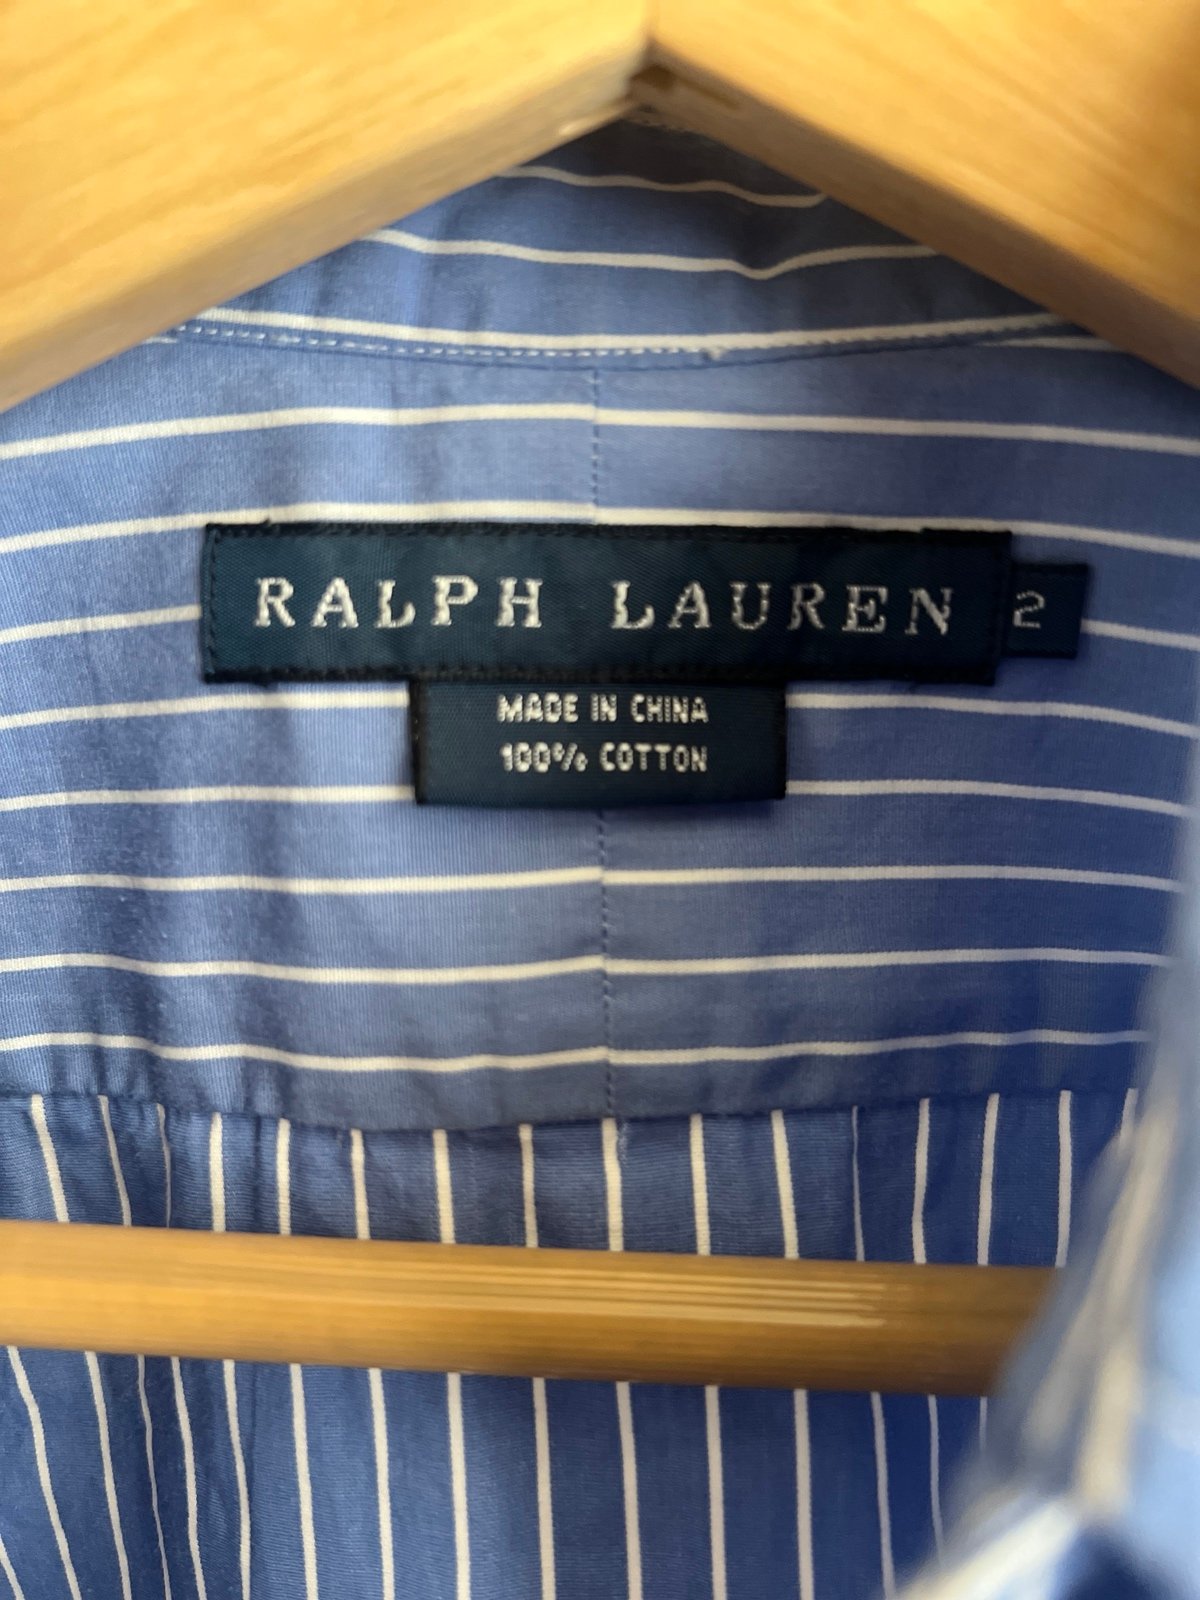 RALPH LAUREN 2
MADE IN CHINA
100% COTTON